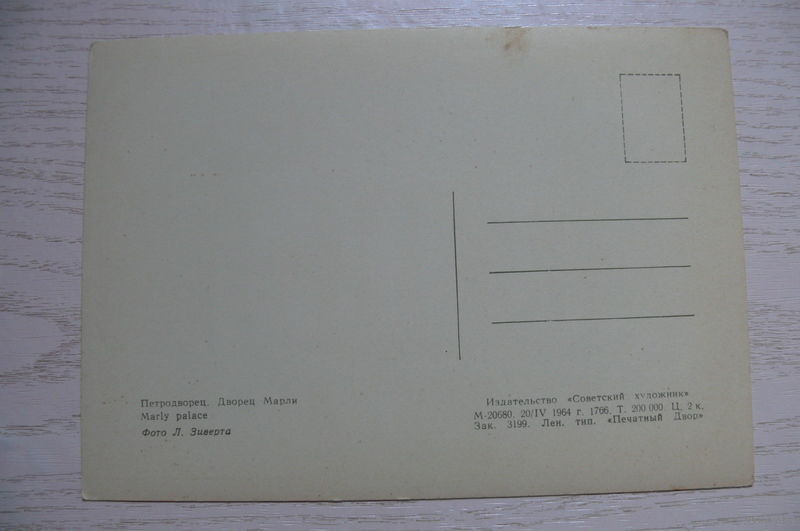 Петродворец. Дворец Марли
Marly palace
Фото Л. Зиверта
Издательство «Советский художник»
М-20680. 20/IV 1964 г. 1766. Т. 200 000. Ц. 2 к.
Зак. 3199. Лен. тип. «Печатный Двор»